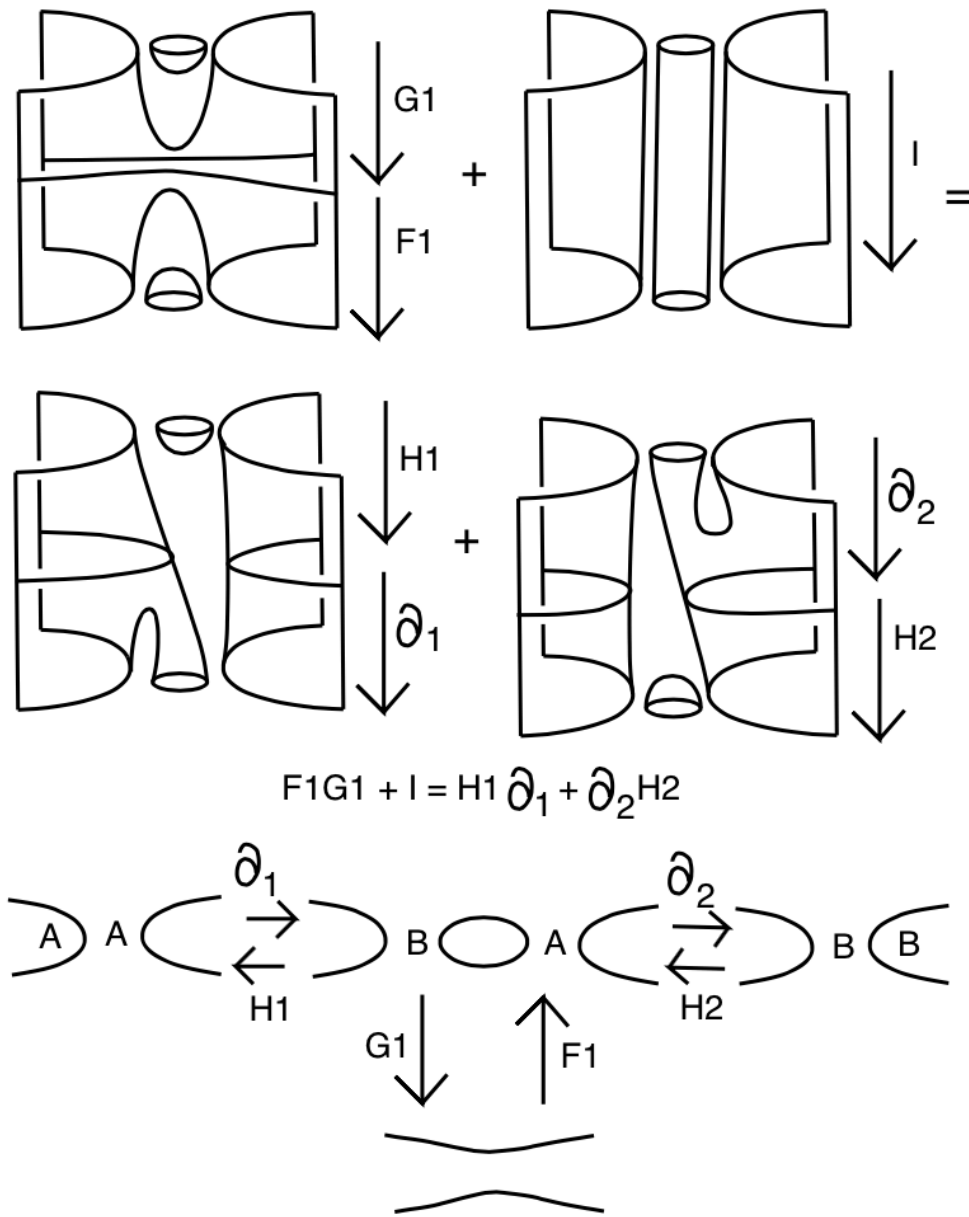 G1
F1
+
I
=
H1
∂1
+
∂2
H2
F1G1 + I = H1 ∂1 + ∂2H2
∂1
∂2
A A B A B B
H1
H2
G1
F1